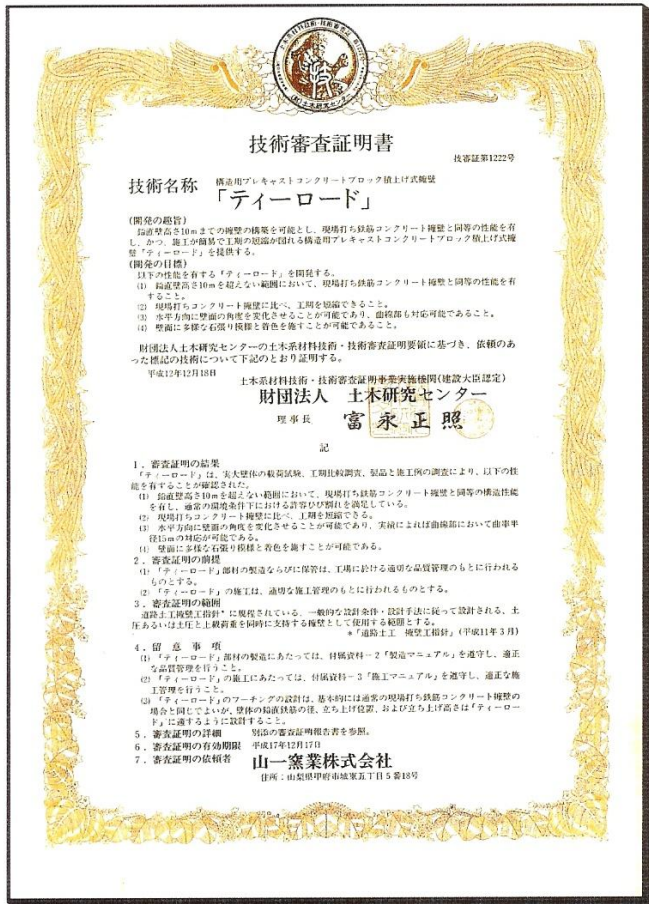 技術審査証明書
技審証第1222号
技術名称
構造用プレキャストコンクリートブロック積上げ式擁壁
「ティーロード」
(開発の趣旨)
鉛直壁高さ10mまでの擁壁の構築を可能とし、現場打ち鉄筋コンクリート擁壁と同等の性能を有
し、かつ、施工が簡易で工期の短縮が図れる構造用プレキャストコンクリートブロック積上げ式擁
壁「ティーロード」を提供する。
(開発の目標)
以下の性能を有する「ティーロード」を開発する。
(1) 鉛直壁高さ10mを超えない範囲において、現場打ち鉄筋コンクリート擁壁と同等の性能を有
すること。
(2) 現場打ちコンクリート擁壁に比べ、工期を短縮できること。
(3) 水平方向に壁面の角度を変化させることが可能であり、曲線部も対応可能であること。
(4) 壁面に多様な石張り模様と着色を施すことが可能であること。
財団法人土木研究センターの土木系材料技術・技術審査証明要領に基づき、依頼のあ
った標記の技術について下記のとおり証明する。
平成12年12月18日
土木系材料技術・技術審査証明事業実施機関(建設大臣認定)
財団法人 土木研究センター
理事長 富永正照
記
1.審査証明の結果
「ティーロード」は、実大壁体の載荷試験、工期比較調査、製品と施工例の調査により、以下の性
能を有することが確認された。
(1) 鉛直壁高さ10mを超えない範囲において、現場打ち鉄筋コンクリート擁壁と同等の構造性能
を有し、通常の環境条件下における許容ひび割れを満足している。
(2) 現場打ちコンクリート擁壁に比べ、工期を短縮できる。
(3) 水平方向に壁面の角度を変化させることが可能であり、実績によれば曲線部において曲率半
径15mの対応が可能である。
(4) 壁面に多様な石張り模様と着色を施すことが可能である。
2.審査証明の前提
(1) 「ティーロード」部材の製造ならびに保管は、工場に於ける適切な品質管理のもとに行われる
ものとする。
(2) 「ティーロード」の施工は、適切な施工管理のもとに行われるものとする。
3.審査証明の範囲
道路土工擁壁工指針*に規程されている、一般的な設計条件・設計手法に従って設計される、土
圧あるいは土圧と上載荷重を同時に支持する擁壁として使用する範囲とする。
*「道路土工 擁壁工指針」(平成11年3月)
4.留意事項
(1) 「ティーロード」部材の製造にあたっては、付属資料-2「製造マニュアル」を遵守し、適正
な品質管理を行うこと。
(2) 「ティーロード」の施工にあたっては、付属資料-3「施工マニュアル」を遵守し、適正な施
工管理を行うこと。
(3) 「ティーロード」のフーチングの設計は、基本的には通常の現場打ち鉄筋コンクリート擁壁の
場合と同じでよいが、壁体の鉛直鉄筋の径、立ち上げ位置、および立ち上げ高さは「ティーロー
ド」に適するように設計すること。
5.審査証明の詳細 別添の審査証明報告書を参照。
6.審査証明の有効期限 平成17年12月17日
7.審査証明の依頼者 山一窯業株式会社
住所:山梨県甲府市城東五丁目5番18号